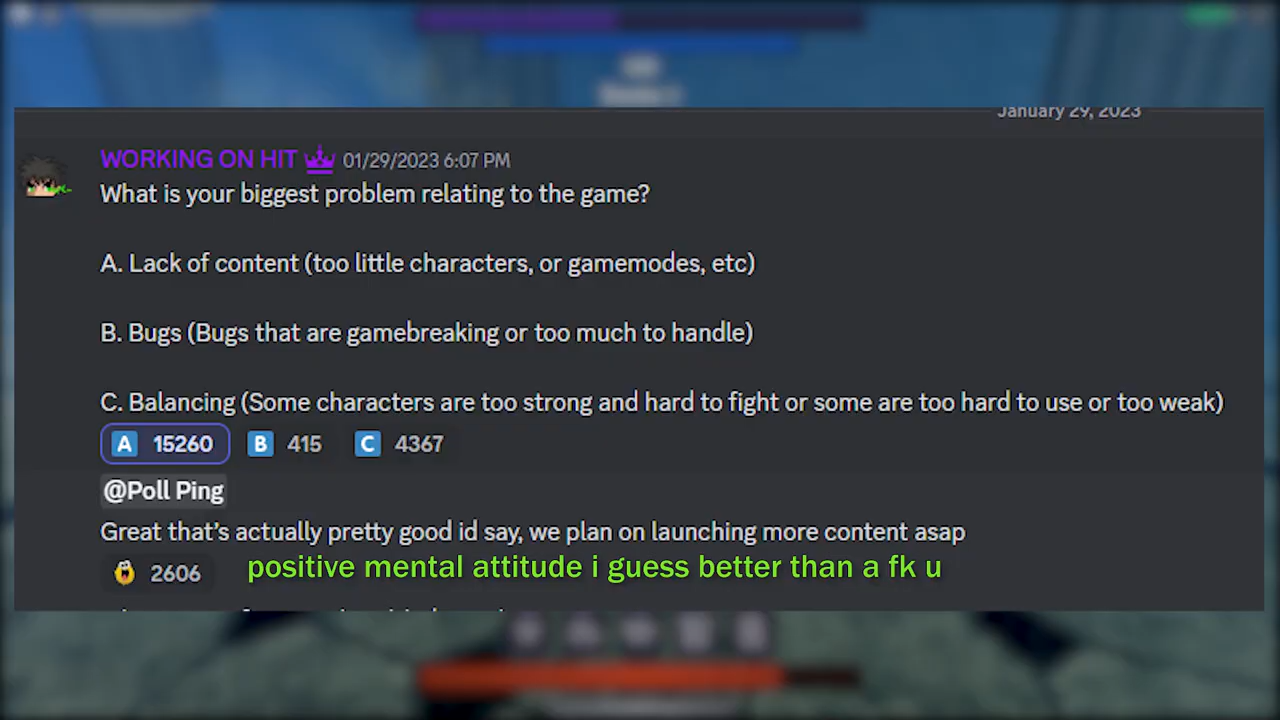 January 29, 2023
WORKING ON HIT 01/29/2023 6:07 PM
What is your biggest problem relating to the game?
A. Lack of content (too little characters, or gamemodes, etc)
B. Bugs (Bugs that are gamebreaking or too much to handle)
C. Balancing (Some characters are too strong and hard to fight or some are too hard to use or too weak)
A 15260 B 415 C 4367
@Poll Ping
Great that's actually pretty good id say, we plan on launching more content asap
2606 positive mental attitude i guess better than a fk u